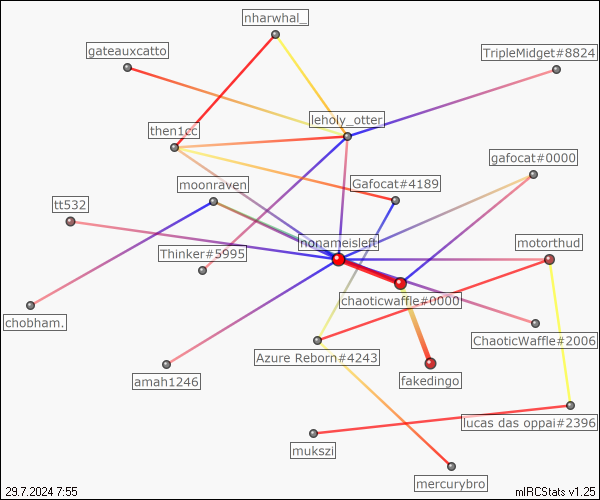 nharwhal_
gateauxcatto
TripleMidget#8824
leholy_otter
then1cc
gafocat#0000
moonraven
Gafocat#4189
tt532
nonameisleft
motorthud
Thinker#5995
chaoticwaffle#0000
chobham.
ChaoticWaffle#2006
Azure Reborn#4243
amah1246
fakedingo
lucas das oppai#2396
mukszi
mercurybro
29.7.2024 7:55
mIRCStats v1.25